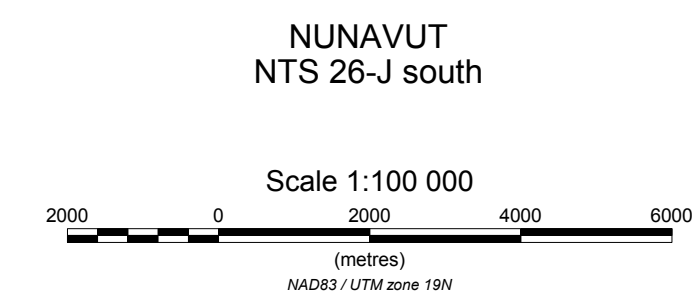 NUNAVUT
NTS 26-J south
Scale 1:100 000
2000 0 2000 4000 6000
(metres)
NAD83 / UTM zone 19N